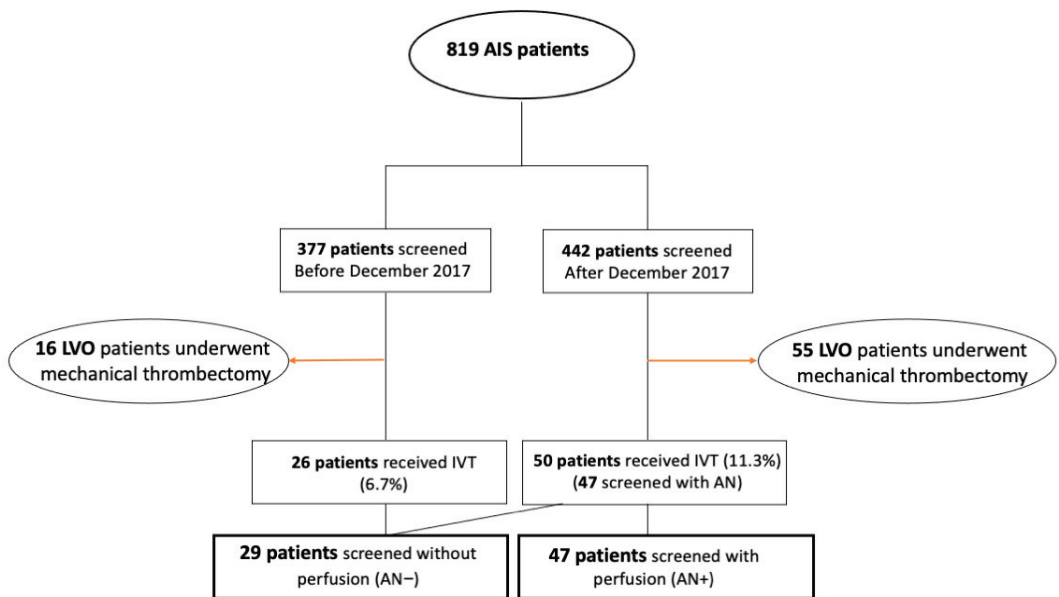 819 AIS patients
377 patients screened
Before December 2017
442 patients screened
After December 2017
16 LVO patients underwent
mechanical thrombectomy
55 LVO patients underwent
mechanical thrombectomy
26 patients received IVT
(6.7%)
50 patients received IVT (11.3%)
(47 screened with AN)
29 patients screened without
perfusion (AN−)
47 patients screened with
perfusion (AN+)